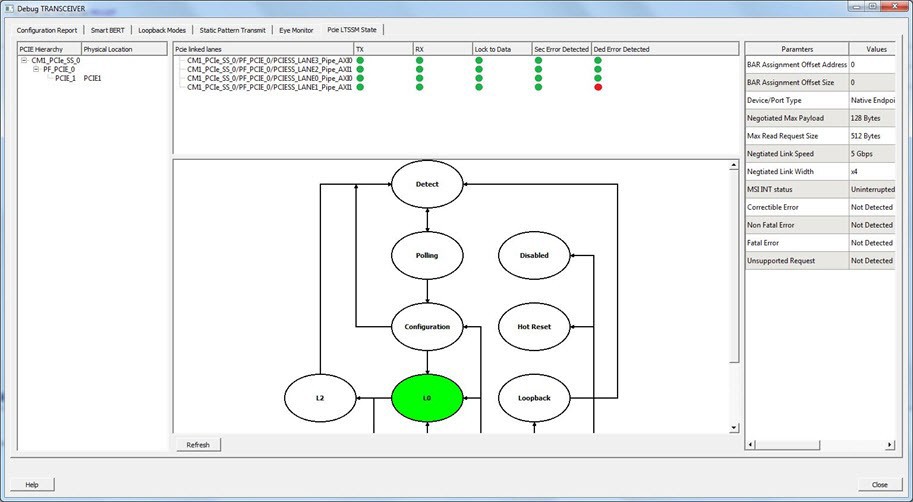 Debug TRANSCEIVER
Configuration Report Smart BERT Loopback Modes Static Pattern Transmit Eye Monitor Pcie LTSSM State
PCIE Hierarchy Physical Location
CM1_PCIe_SS_0
PF_PCIE_0
PCIE_1 PCIE1
Pcie linked lanes TX RX Lock to Data Sec Error Detected Ded Error Detected
CM1_PCIe_SS_0/PF_PCIE_0/PCIESS_LANE3_Pipe_AXI0
CM1_PCIe_SS_0/PF_PCIE_0/PCIESS_LANE2_Pipe_AXI1
CM1_PCIe_SS_0/PF_PCIE_0/PCIESS_LANE0_Pipe_AXI0
CM1_PCIe_SS_0/PF_PCIE_0/PCIESS_LANE1_Pipe_AXI1
Detect
Polling
Disabled
Configuration
Hot Reset
L2
L0
Loopback
Refresh
Paramters Values
BAR Assignment Offset Address 0
BAR Assignment Offset Size 0
Device/Port Type Native Endpoi
Negotiated Max Payload 128 Bytes
Max Read Request Size 512 Bytes
Negtiated Link Speed 5 Gbps
Negtiated Link Width x4
MSI INT status Uninterrupted
Correctible Error Not Detected
Non Fatal Error Not Detected
Fatal Error Not Detected
Unsupported Request Not Detected
Help
Close